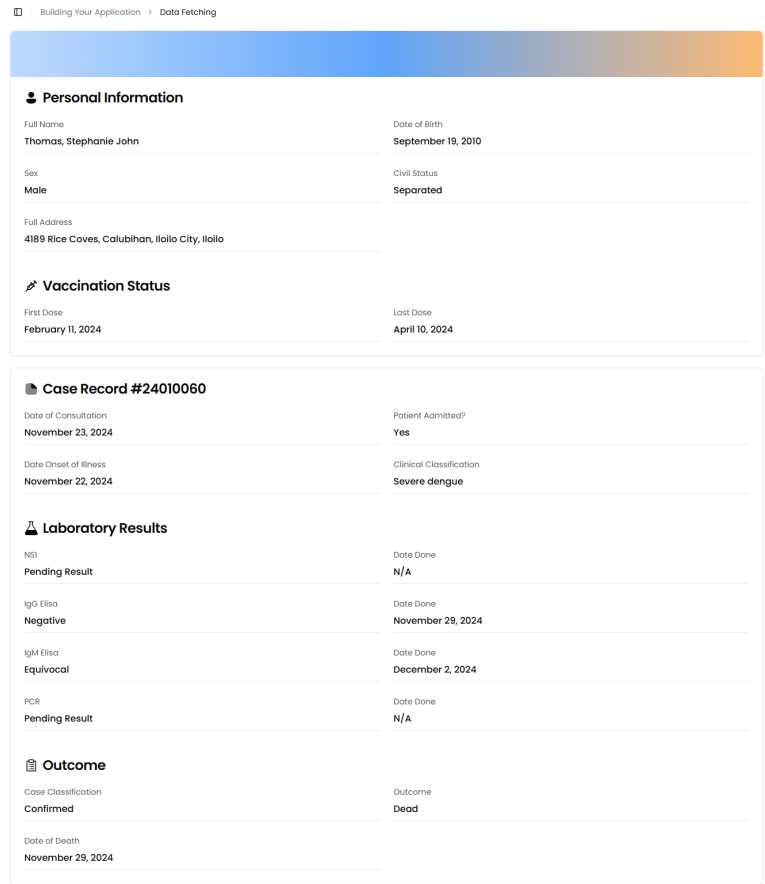 Building Your Application > Data Fetching
Personal Information
Full Name
Thomas, Stephanie John
Date of Birth
September 19, 2010
Sex
Male
Civil Status
Separated
Full Address
4189 Rice Coves, Calubihan, Iloilo City, Iloilo
Vaccination Status
First Dose
February 11, 2024
Last Dose
April 10, 2024
Case Record #24010060
Date of Consultation
November 23, 2024
Patient Admitted?
Yes
Date Onset of Illness
November 22, 2024
Clinical Classification
Severe dengue
Laboratory Results
NS1
Pending Result
Date Done
N/A
IgG Elisa
Negative
Date Done
November 29, 2024
IgM Elisa
Equivocal
Date Done
December 2, 2024
PCR
Pending Result
Date Done
N/A
Outcome
Case Classification
Confirmed
Outcome
Dead
Date of Death
November 29, 2024